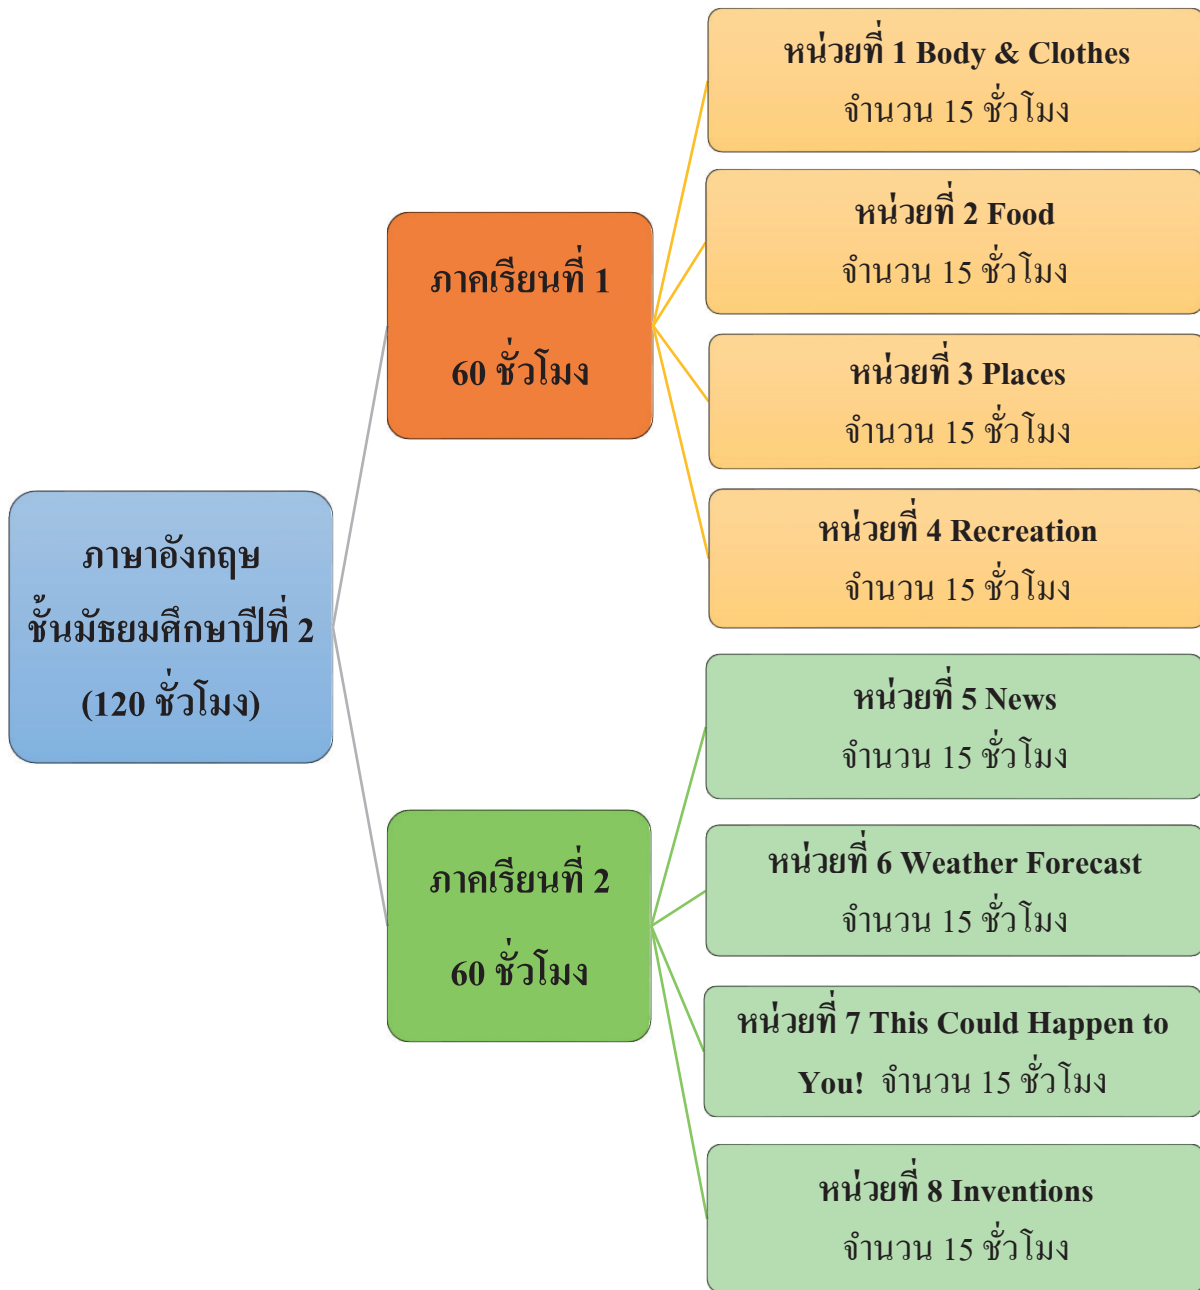 ภาษาอังกฤษ
ชั้นมัธยมศึกษาปีที่ 2
(120 ชั่วโมง)
ภาคเรียนที่ 1
60 ชั่วโมง
หน่วยที่ 1 Body & Clothes
จำนวน 15 ชั่วโมง
หน่วยที่ 2 Food
จำนวน 15 ชั่วโมง
หน่วยที่ 3 Places
จำนวน 15 ชั่วโมง
หน่วยที่ 4 Recreation
จำนวน 15 ชั่วโมง
ภาคเรียนที่ 2
60 ชั่วโมง
หน่วยที่ 5 News
จำนวน 15 ชั่วโมง
หน่วยที่ 6 Weather Forecast
จำนวน 15 ชั่วโมง
หน่วยที่ 7 This Could Happen to
You! จำนวน 15 ชั่วโมง
หน่วยที่ 8 Inventions
จำนวน 15 ชั่วโมง